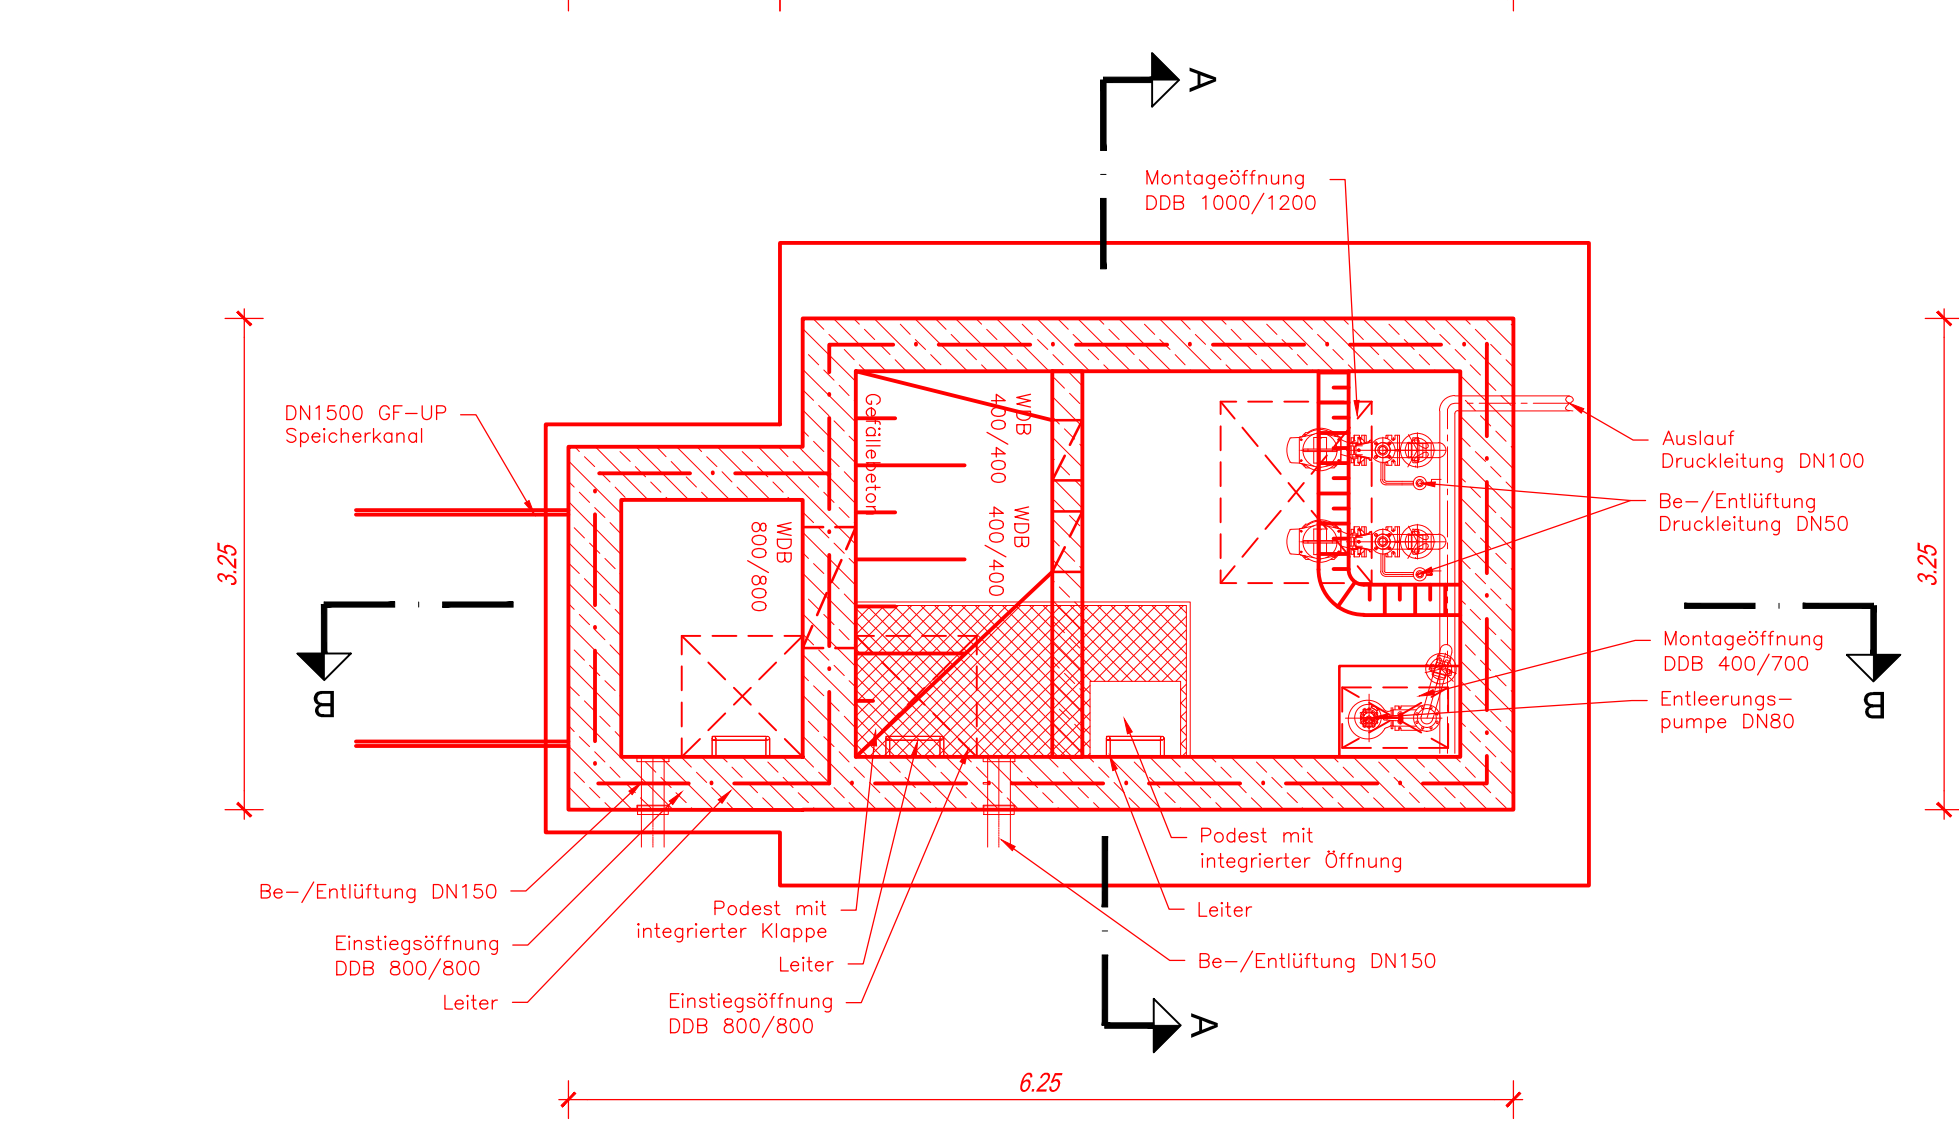 A
Montageöffnung
DDB 1000/1200
DN1500 GF-UP
Speicherkanal
Gefällebeton
WDB
400/400
WDB
400/400
WDB
800/800
Auslauf
Druckleitung DN100
Be-/Entlüftung
Druckleitung DN50
3.25
3.25
Montageöffnung
DDB 400/700
Entleerungs-
pumpe DN80
B
B
Podest mit
integrierter Öffnung
Be-/Entlüftung DN150
Podest mit
integrierter Klappe
Leiter
Einstiegsöffnung
DDB 800/800
Leiter
Be-/Entlüftung DN150
Leiter
Einstiegsöffnung
DDB 800/800
A
6.25